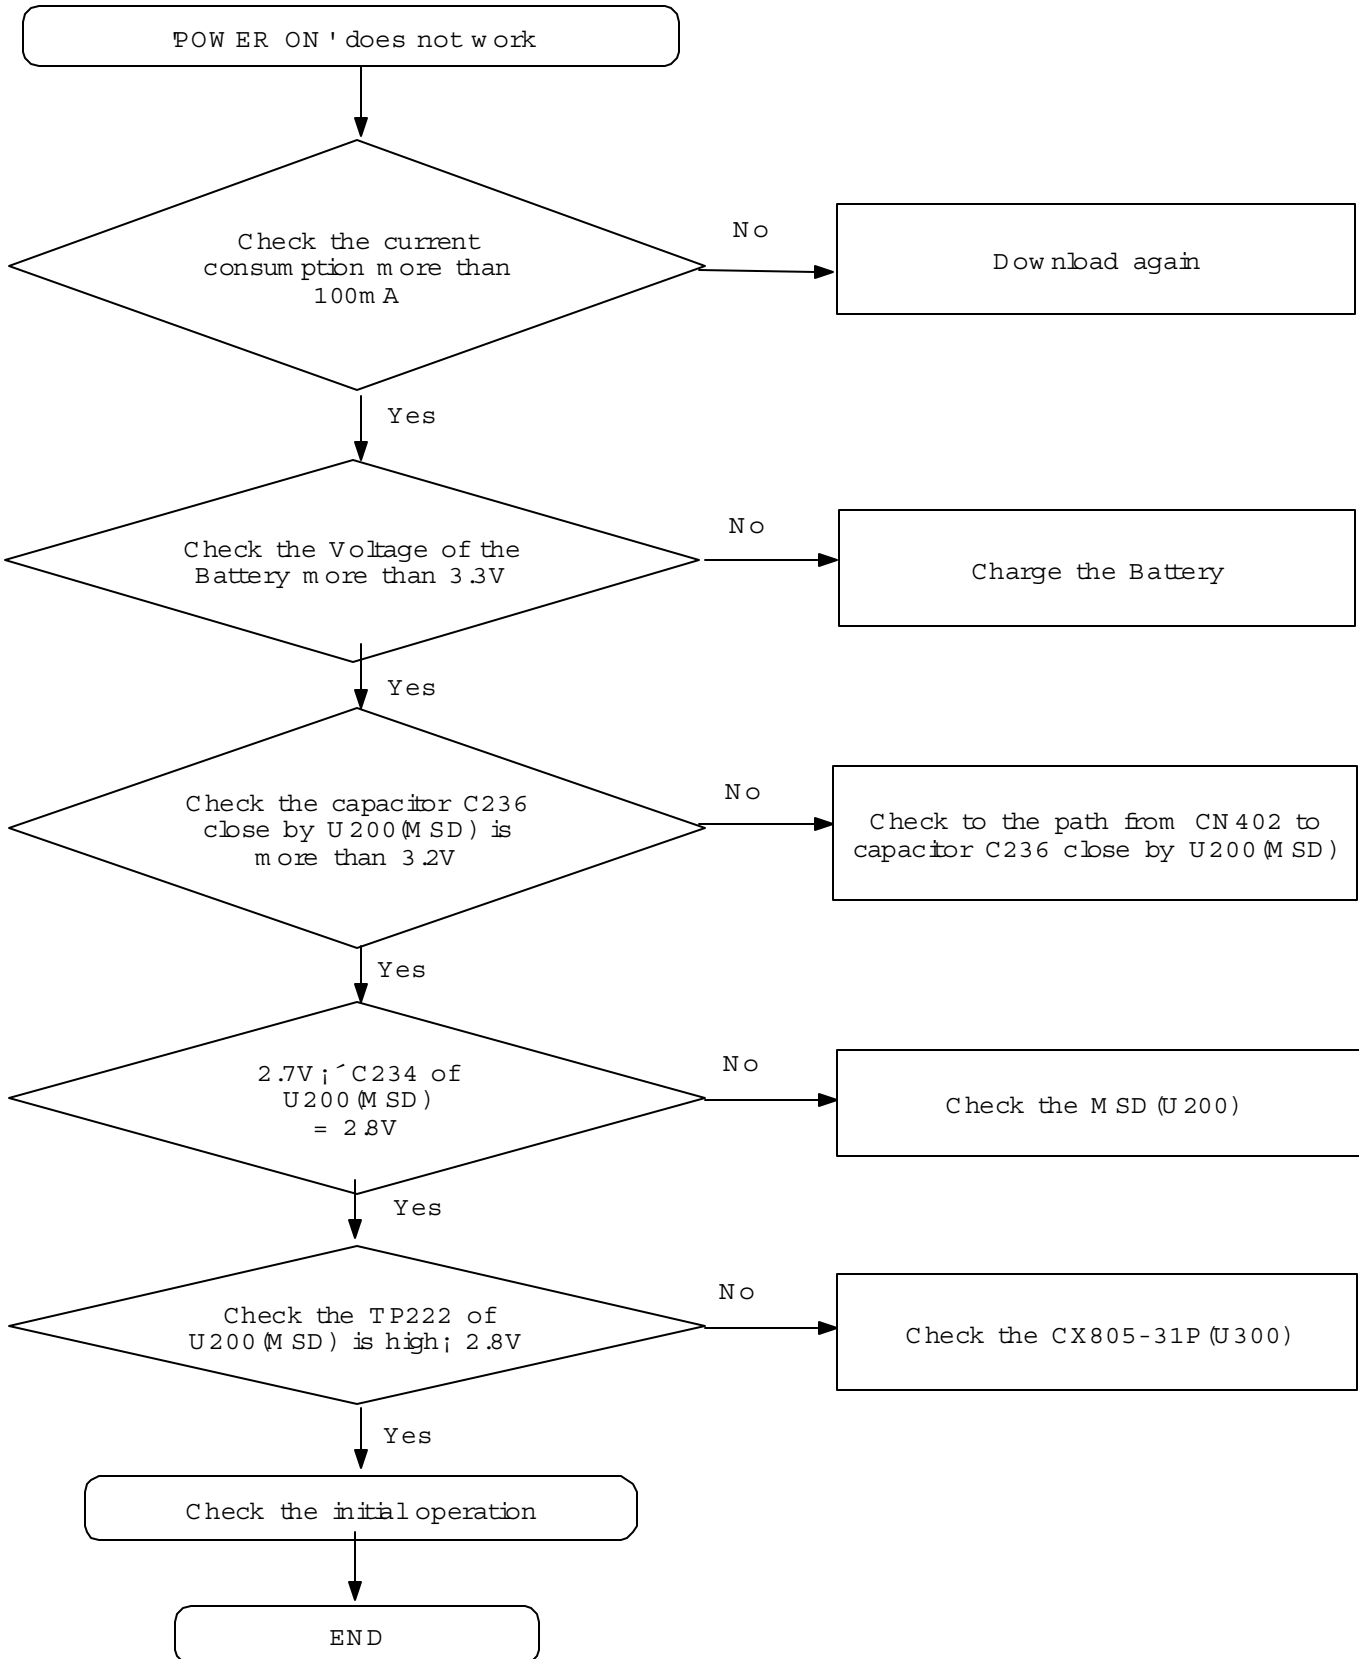 'POWER ON' does not work
Check the current
consumption more than
100mA
No
Download again
Yes
Check the Voltage of the
Battery more than 3.3V
No
Charge the Battery
Yes
Check the capacitor C236
close by U200(MSD) is
more than 3.2V
No
Check to the path from CN402 to
capacitor C236 close by U200(MSD)
Yes
2.7V¡´C234 of
U200(MSD)
= 2.8V
No
Check the MSD(U200)
Yes
Check the TP222 of
U200(MSD) is high¡ 2.8V
No
Check the CX805-31P(U300)
Yes
Check the initial operation
END